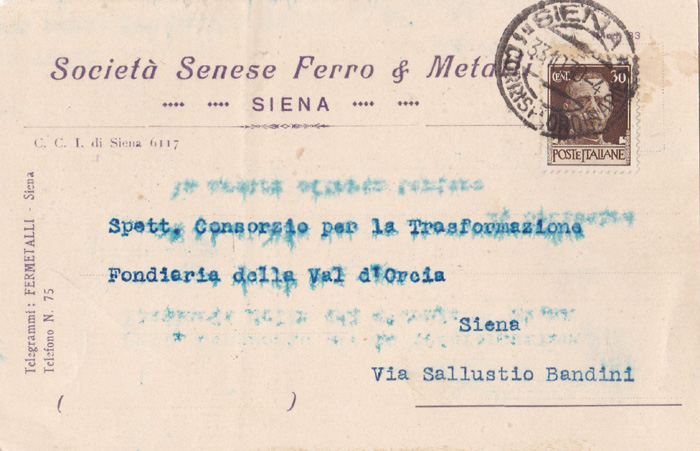 Società Senese Ferro & Meta
SIENA
C. C. I. di Siena 6117
SIENA
CENT. 30
POSTE ITALIANE
Telegrammi: FERMETALLI - Siena
Telefono N. 75
Spett. Consorzio per la Trasformazione
Fondiaria della Val d'Orcia
Siena
Via Sallustio Bandini
( )